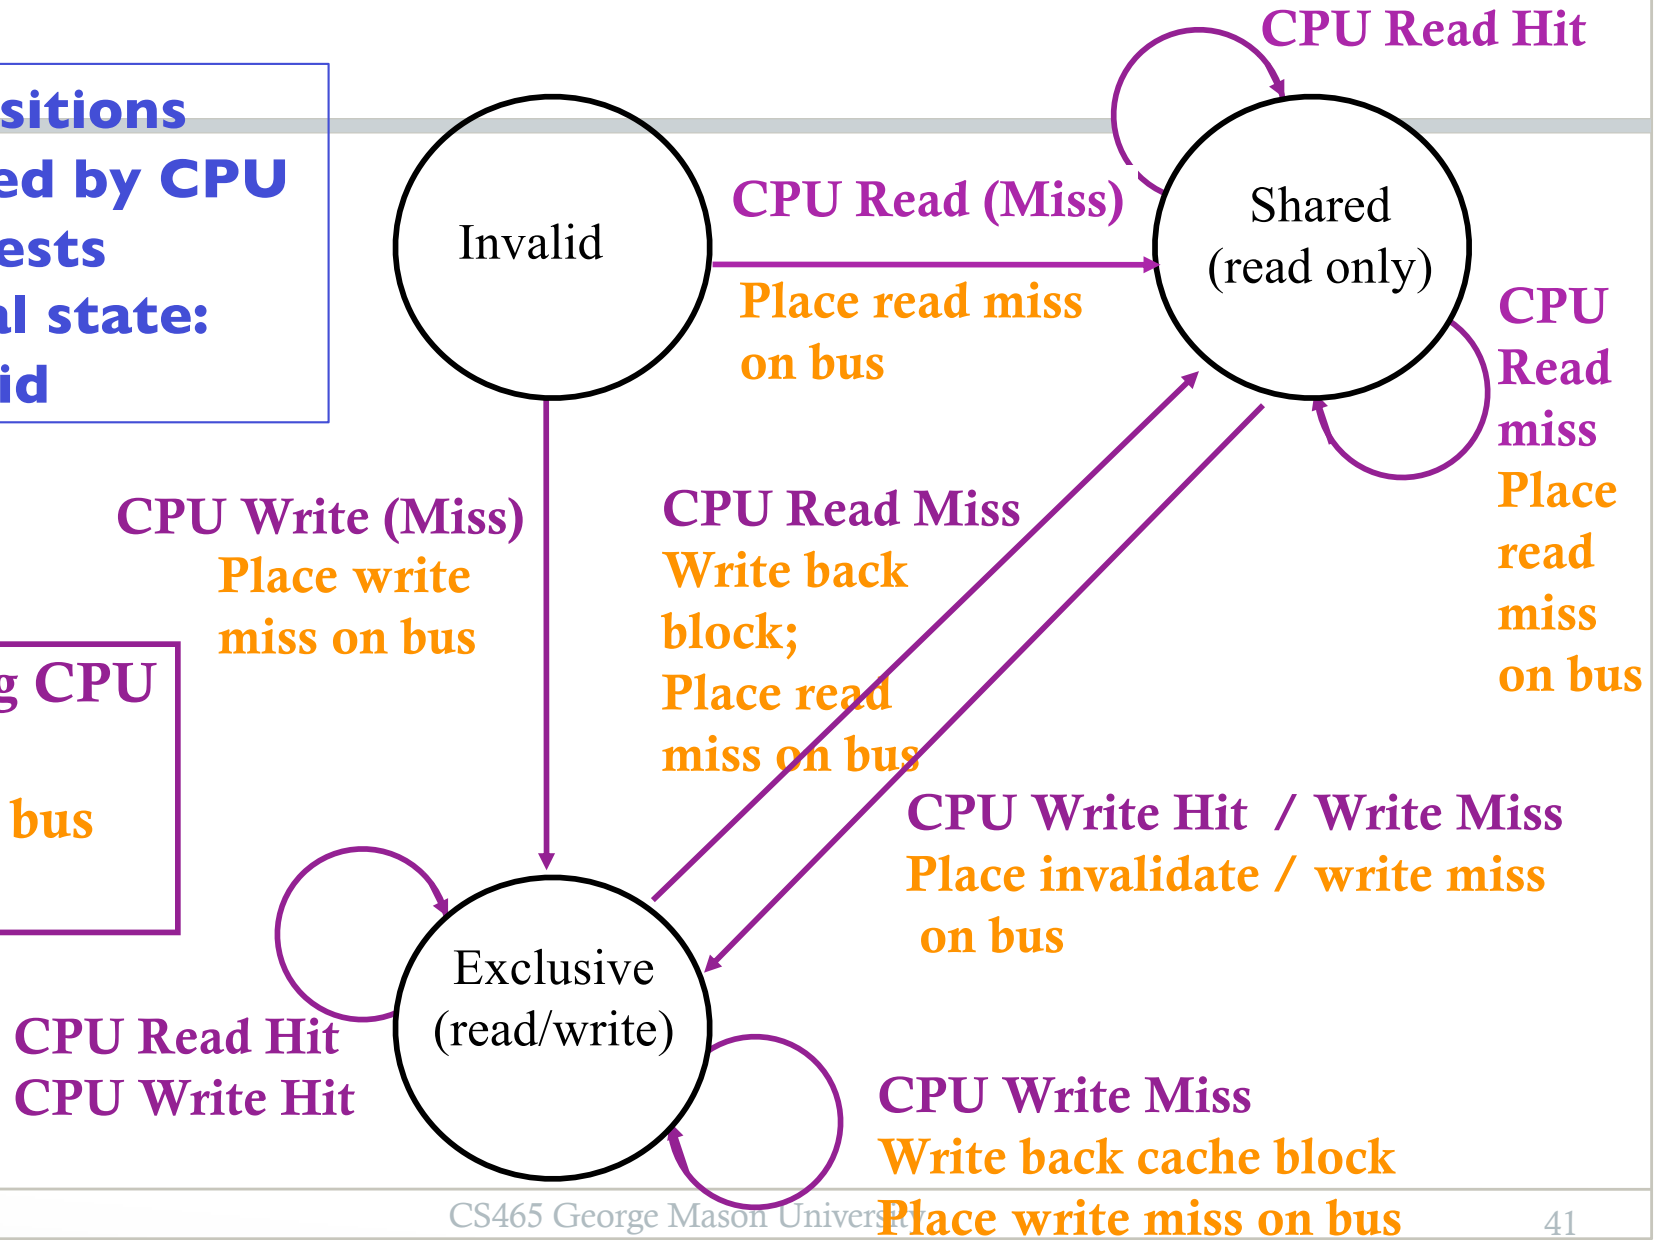 CPU Read Hit
sitions
ed by CPU
ests
al state:
id
Invalid
CPU Read (Miss)
Place read miss
on bus
Shared
(read only)
CPU
Read
miss
Place
read
miss
on bus
CPU Write (Miss)
Place write
miss on bus
CPU Read Miss
Write back
block;
Place read
miss on bus
g CPU
bus
CPU Write Hit / Write Miss
Place invalidate / write miss
on bus
Exclusive
(read/write)
CPU Read Hit
CPU Write Hit
CPU Write Miss
Write back cache block
Place write miss on bus
CS465 George Mason University
41